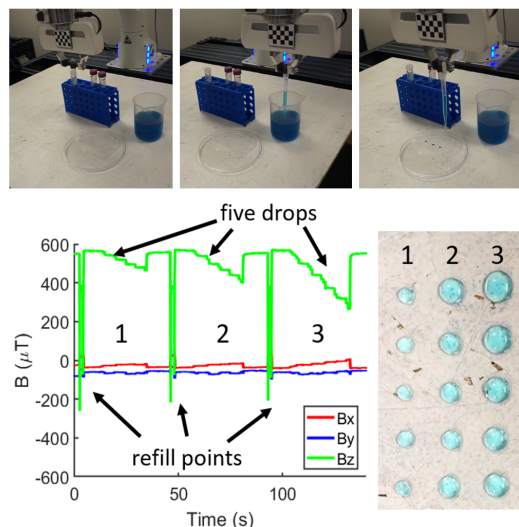 five drops
600
400
200
0
-200
-400
-600
B (μT)
1 2 3
refill points
Bx
By
Bz
0 50 100
Time (s)
1 2 3